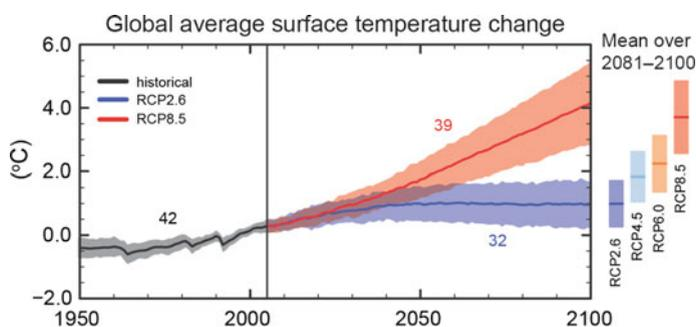 Global average surface temperature change
6.0
4.0
2.0
0.0
−2.0
(oC)
historical
RCP2.6
RCP8.5
42
39
32
1950
2000
2050
2100
Mean over
2081–2100
RCP2.6
RCP4.5
RCP6.0
RCP8.5